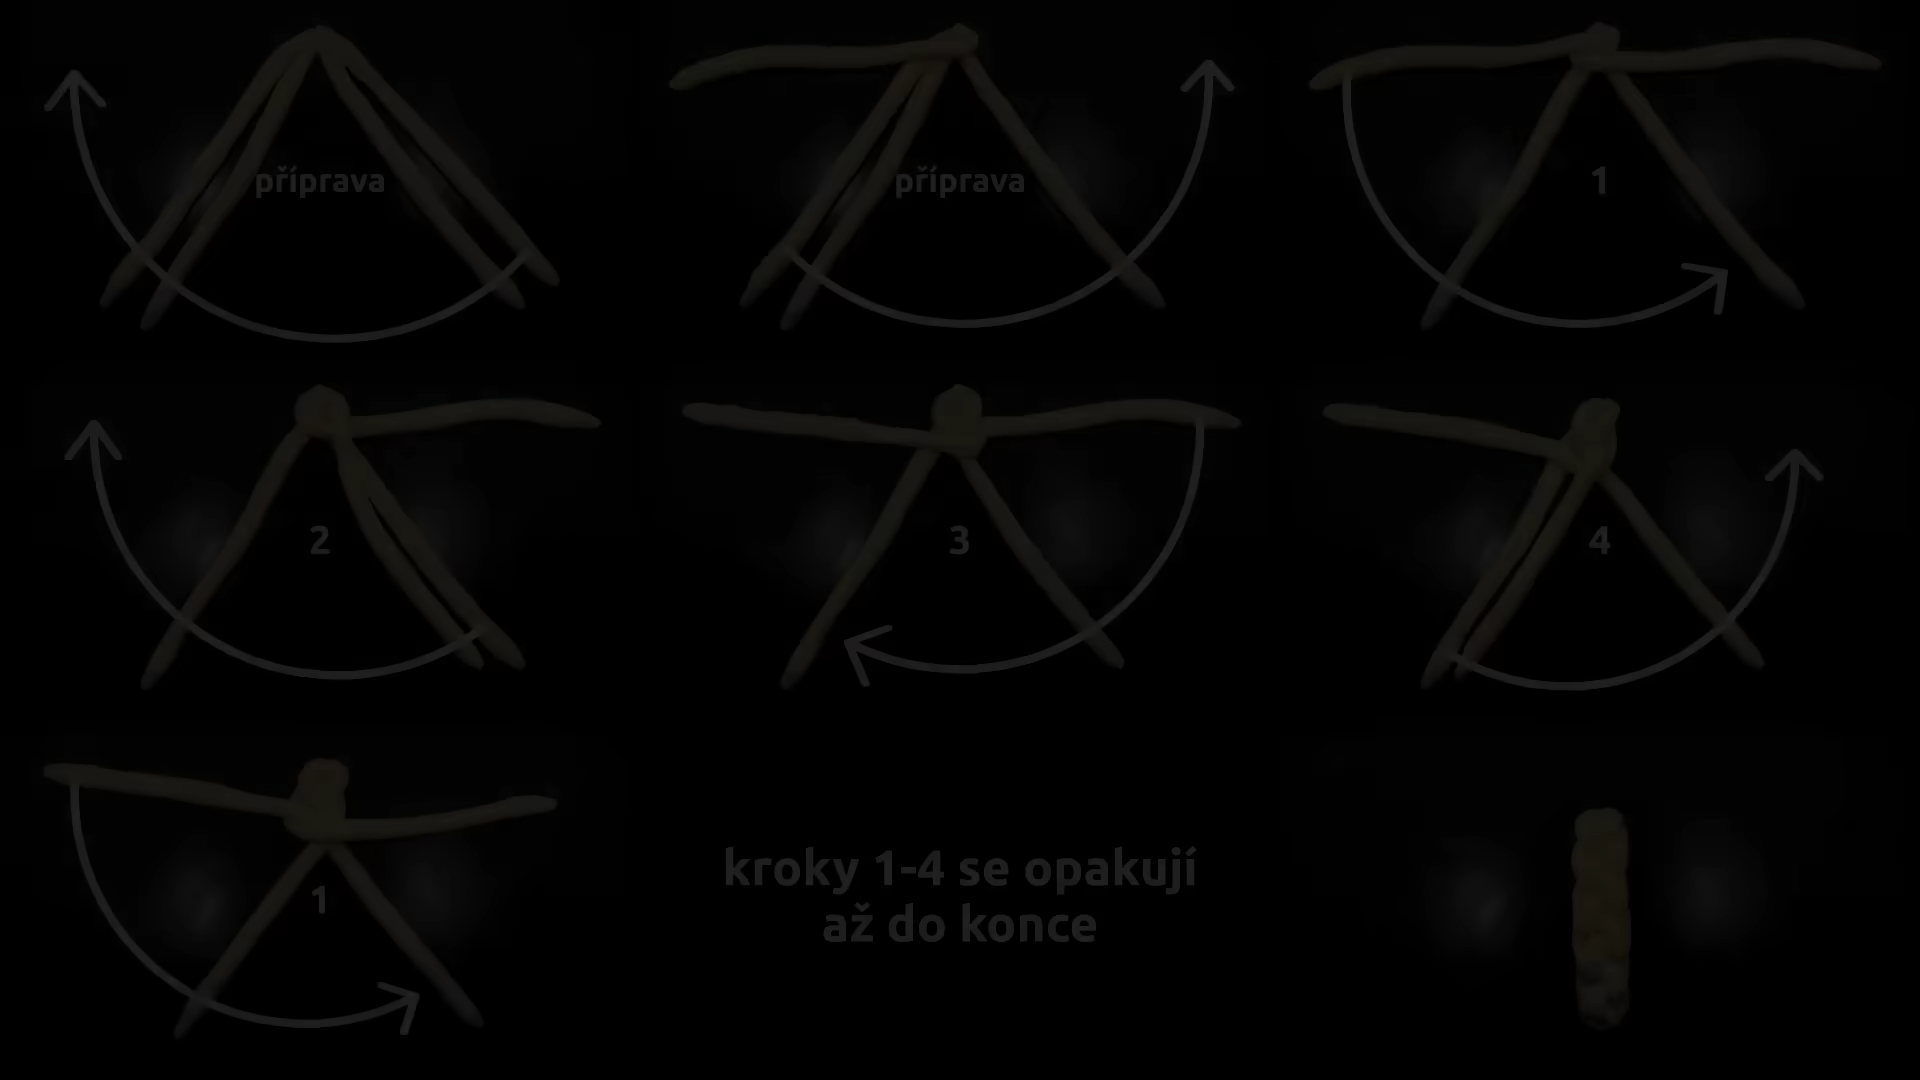 příprava
příprava
1
2
3
4
1
kroky 1-4 se opakují
až do konce